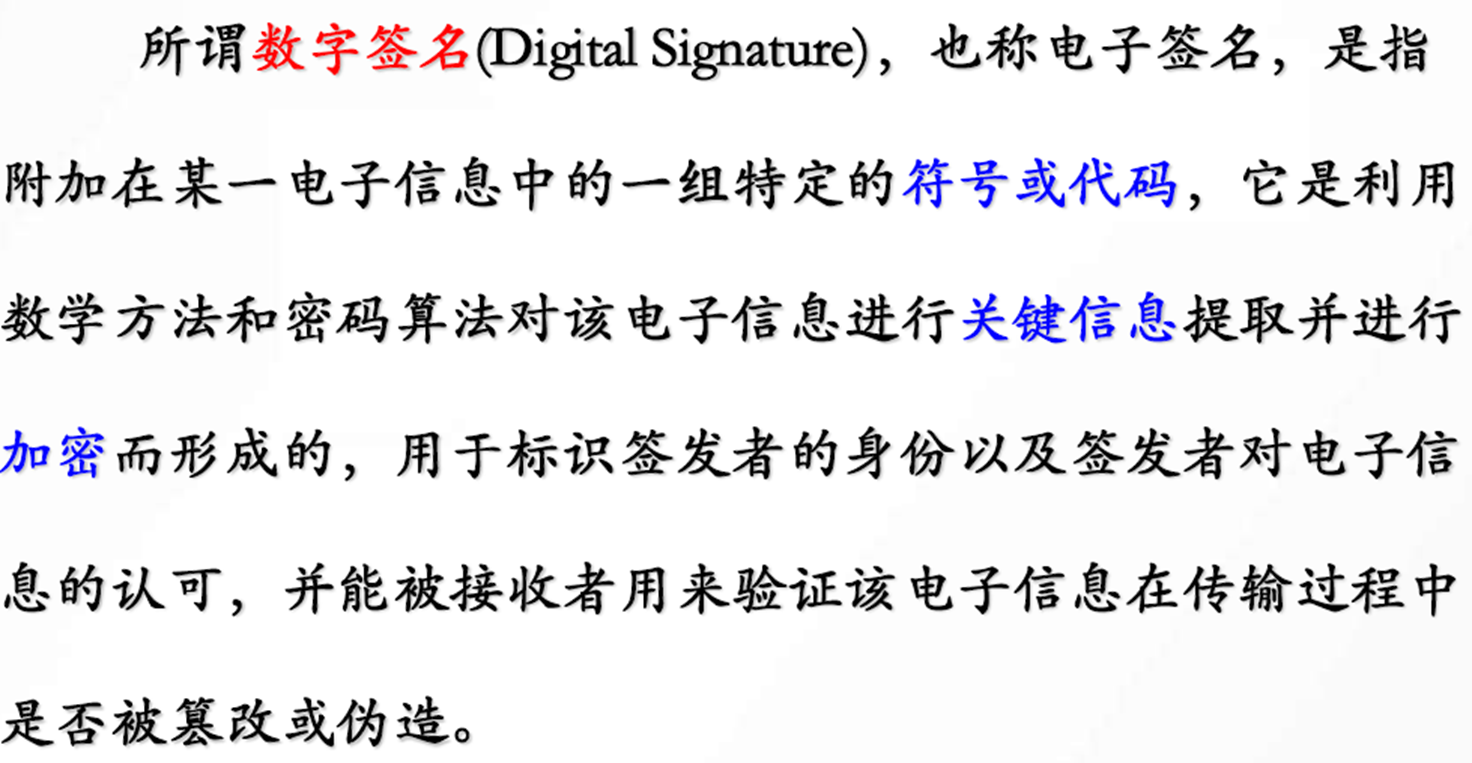 所谓数字签名(Digital Signature)，也称电子签名，是指
附加在某一电子信息中的一组特定的符号或代码，它是利用
数学方法和密码算法对该电子信息进行关键信息提取并进行
加密而形成的，用于标识签发者的身份以及签发者对电子信
息的认可，并能被接收者用来验证该电子信息在传输过程中
是否被篡改或伪造。